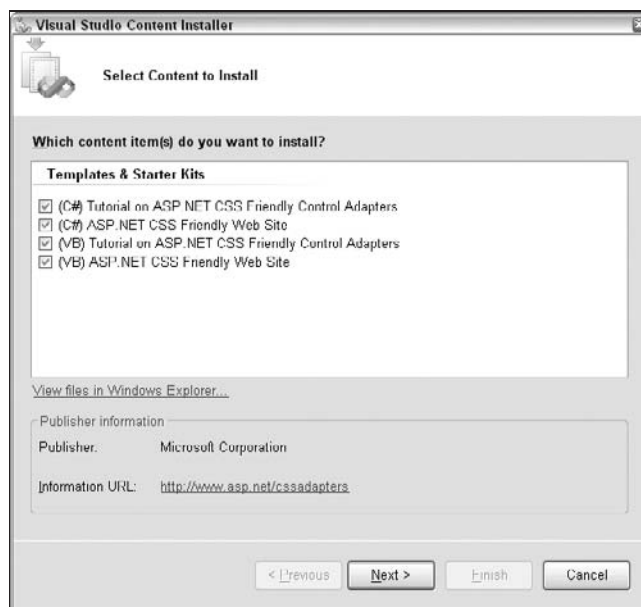 Visual Studio Content Installer
Select Content to Install
Which content item(s) do you want to install?
Templates & Starter Kits
(C#) Tutorial on ASP.NET CSS Friendly Control Adapters
(C#) ASP.NET CSS Friendly Web Site
(VB) Tutorial on ASP.NET CSS Friendly Control Adapters
(VB) ASP.NET CSS Friendly Web Site
View files in Windows Explorer...
Publisher information
Publisher: Microsoft Corporation
Information URL: http://www.asp.net/cssadapters
< Previous Next > Finish Cancel